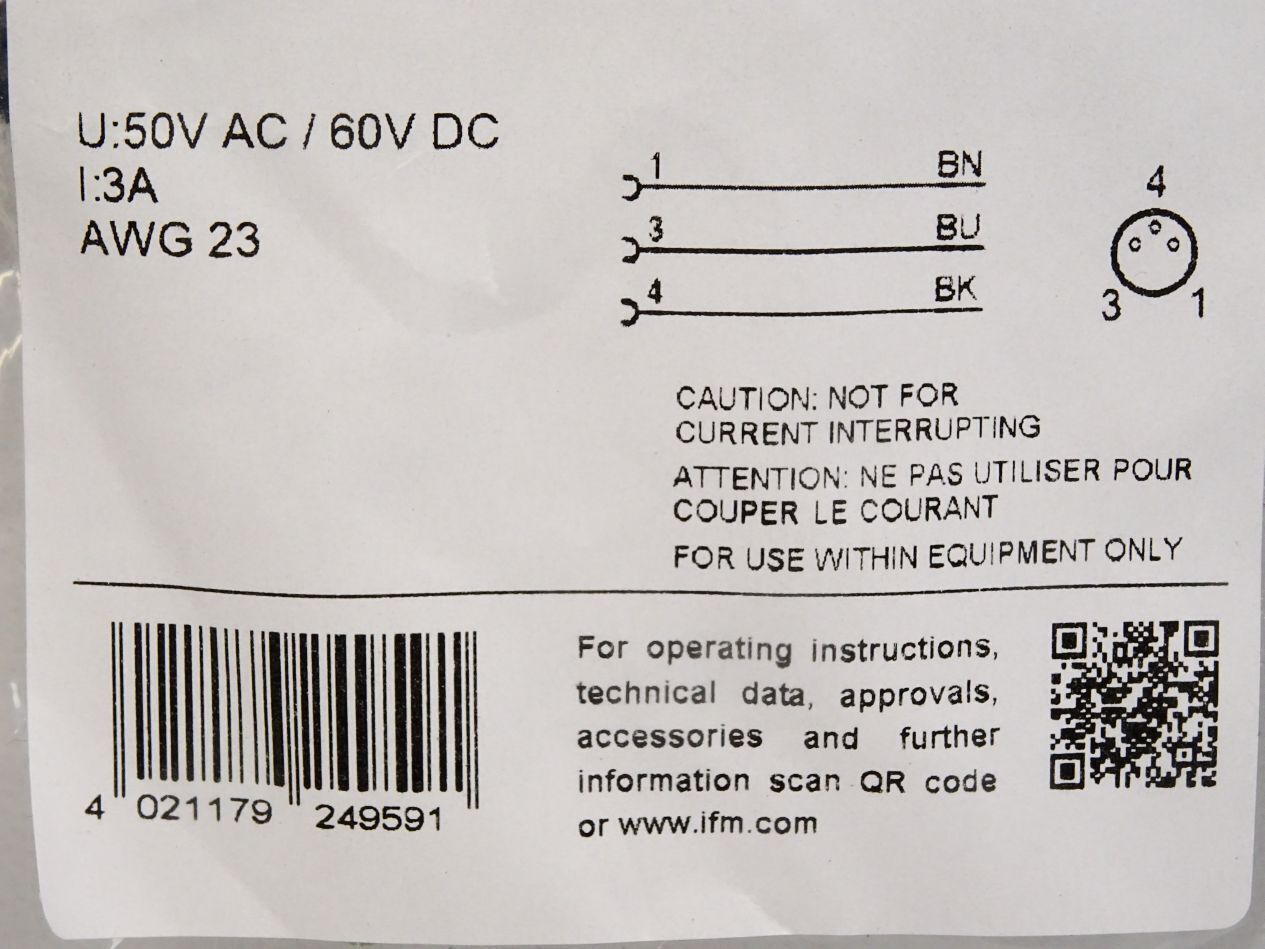 U:50V AC / 60V DC
I:3A
AWG 23
1 BN
3 BU
4 BK
4
3 1
CAUTION: NOT FOR
CURRENT INTERRUPTING
ATTENTION: NE PAS UTILISER POUR
COUPER LE COURANT
FOR USE WITHIN EQUIPMENT ONLY
4 021179 249591
For operating instructions,
technical data, approvals,
accessories and further
information scan QR code
or www.ifm.com